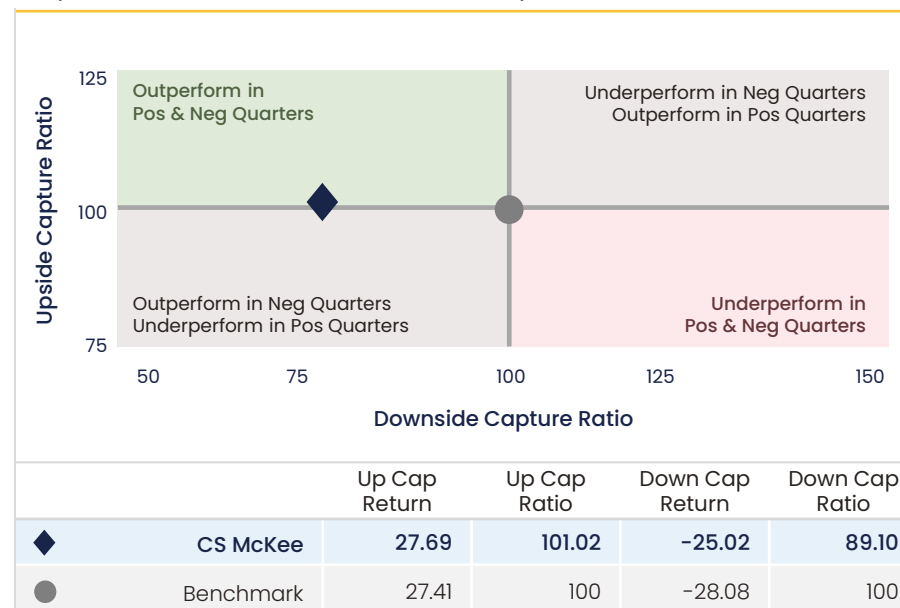 125
Outperform in
Pos & Neg Quarters
Underperform in Neg Quarters
Outperform in Pos Quarters
Upside Capture Ratio
100
Outperform in Neg Quarters
Underperform in Pos Quarters
Underperform in
Pos & Neg Quarters
75
50 75 100 125 150
Downside Capture Ratio
Up Cap Return Up Cap Ratio Down Cap Return Down Cap Ratio
CS McKee 27.69 101.02 -25.02 89.10
Benchmark 27.41 100 -28.08 100